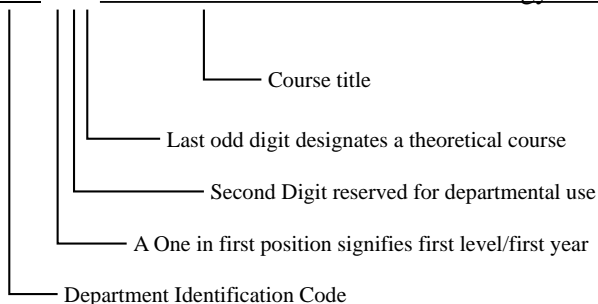 Course title
Last odd digit designates a theoretical course
Second Digit reserved for departmental use
A One in first position signifies first level/first year
Department Identification Code